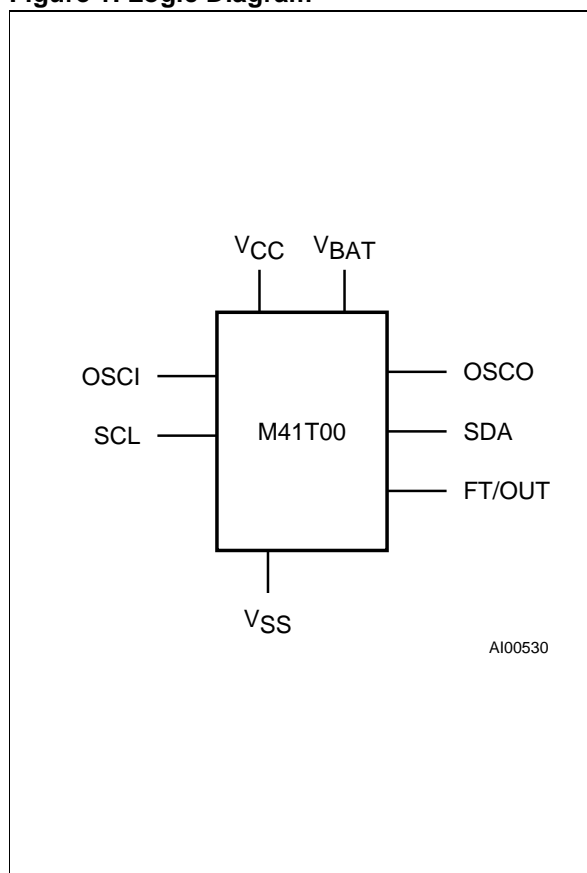 Figure 1. Logic Diagram
VCC VBAT
OSCI OSCO
SCL M41T00 SDA
FT/OUT
VSS
AI00530